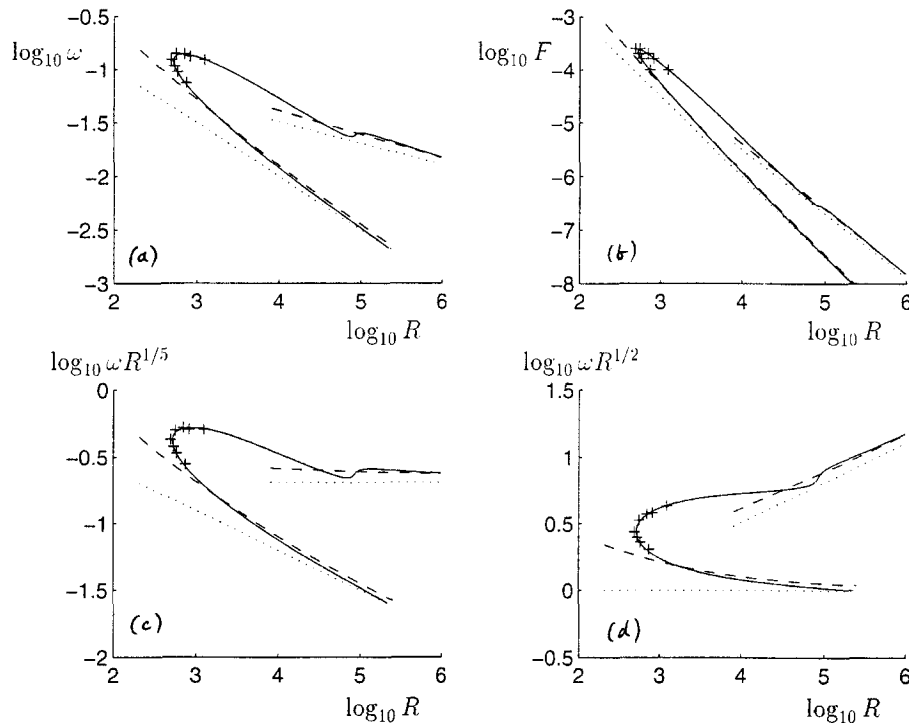 -0.5
log₁₀ ω
-1
-1.5
-2
-2.5
-3
(a)
2 3 4 5 6
log₁₀ R
-3
log₁₀ F
-4
-5
-6
-7
-8
(b)
2 3 4 5 6
log₁₀ R
log₁₀ ωR^{1/5}
0
-0.5
-1
-1.5
-2
(c)
2 3 4 5 6
log₁₀ R
log₁₀ ωR^{1/2}
1.5
1
0.5
0
-0.5
(d)
2 3 4 5 6
log₁₀ R